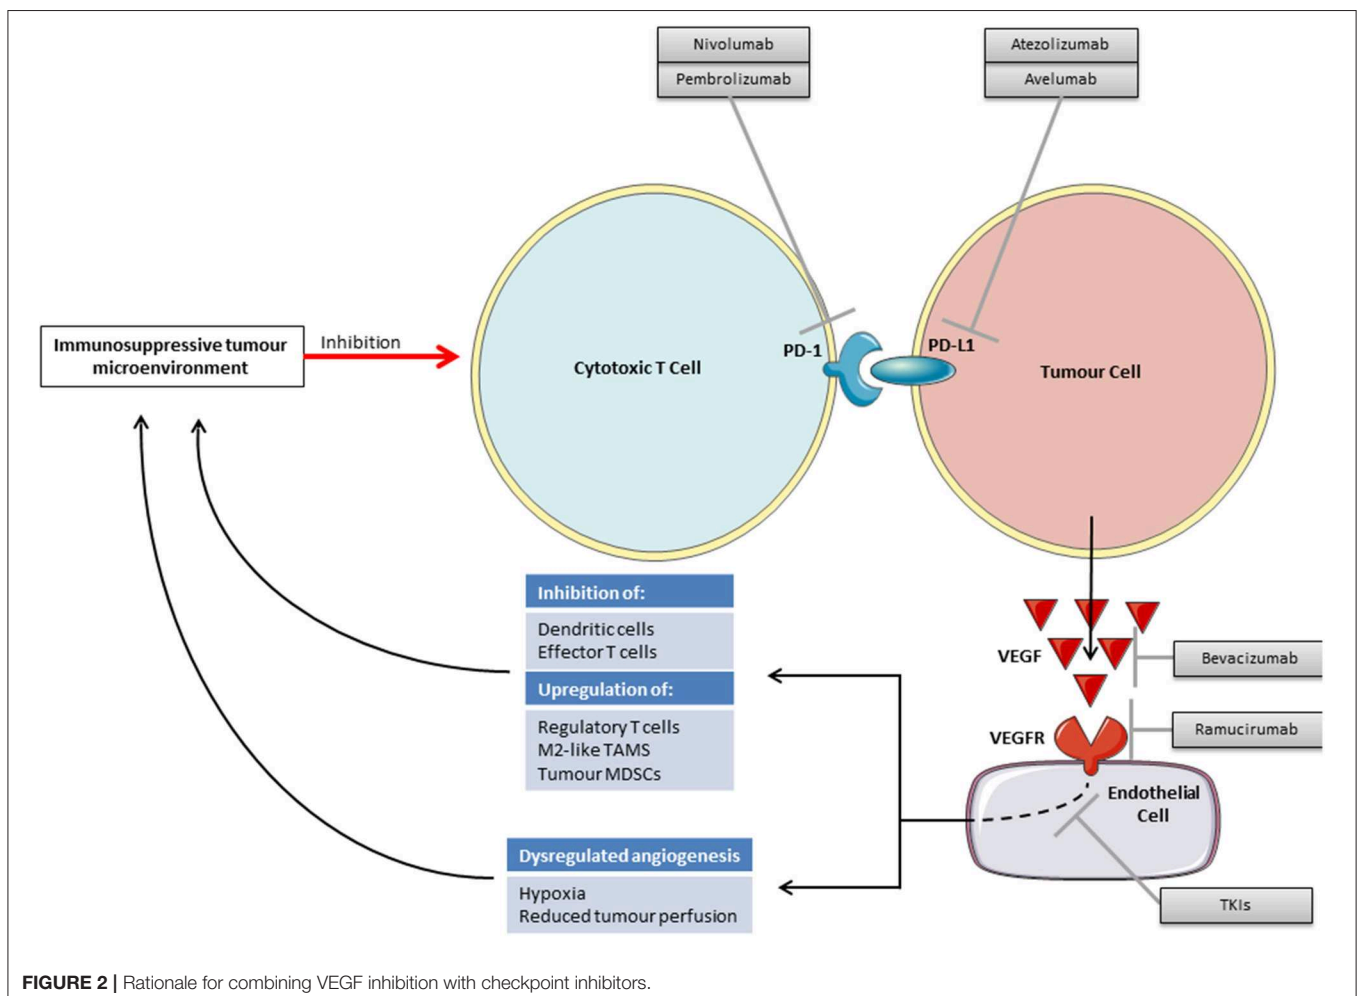 Nivolumab
Pembrolizumab
Atezolizumab
Avelumab
Immunosuppressive tumour
microenvironment
Inhibition
Cytotoxic T Cell
PD-1
PD-L1
Tumour Cell
Inhibition of:
Dendritic cells
Effector T cells
Upregulation of:
Regulatory T cells
M2-like TAMS
Tumour MDSCs
VEGF
Bevacizumab
VEGFR
Ramucirumab
Endothelial
Cell
Dysregulated angiogenesis
Hypoxia
Reduced tumour perfusion
TKIs
FIGURE 2 | Rationale for combining VEGF inhibition with checkpoint inhibitors.